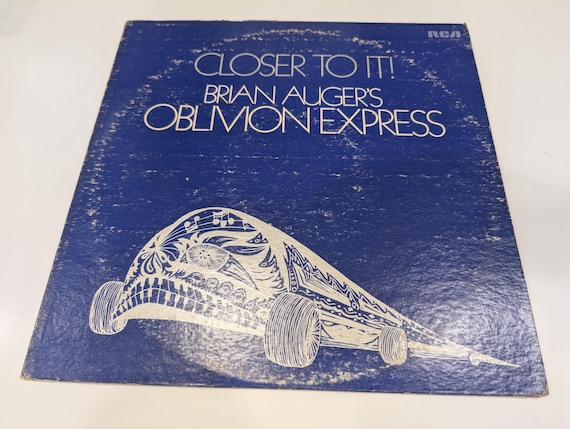 RCA
CLOSER TO IT!
BRIAN AUGER'S
OBLIVION EXPRESS